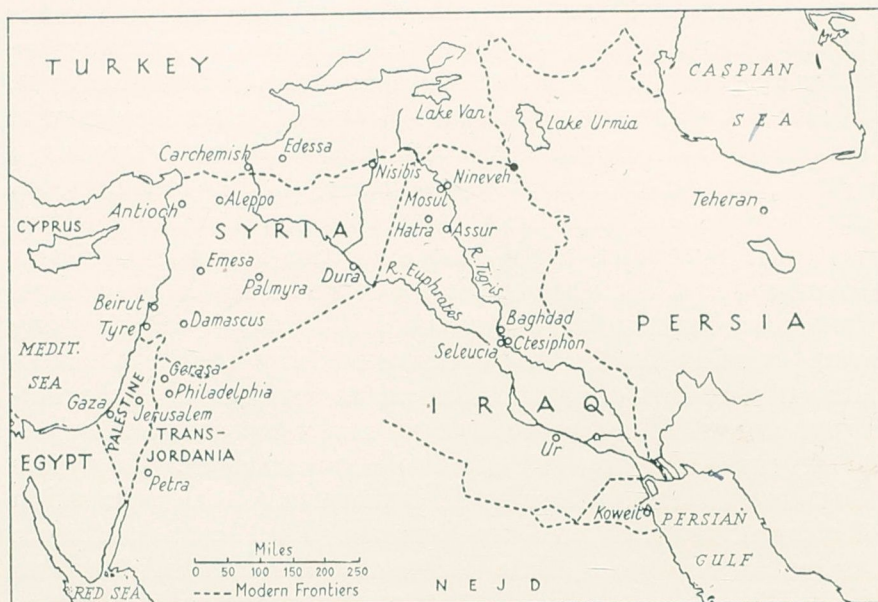 TURKEY
CASPIAN
SEA
Lake Van
Lake Urmia
Carchemish
Edessa
Nisibis
Nineveh
Mosul
Teheran
Antioch
Aleppo
CYPRUS
SYRIA
Hatra
Assur
Emesa
Palmyra
Dura
R. Euphrates
R. Tigris
Beirut
Tyre
Damascus
Baghdad
Ctesiphon
Seleucia
PERSIA
MEDIT.
SEA
Gerasa
Philadelphia
Gaza
PALESTINE
Jerusalem
IRAQ
TRANS-
JORDANIA
Ur
EGYPT
Petra
Koweit
PERSIAN
GULF
Miles
0 50 100 150 200 250
Modern Frontiers
NEJD
RED SEA